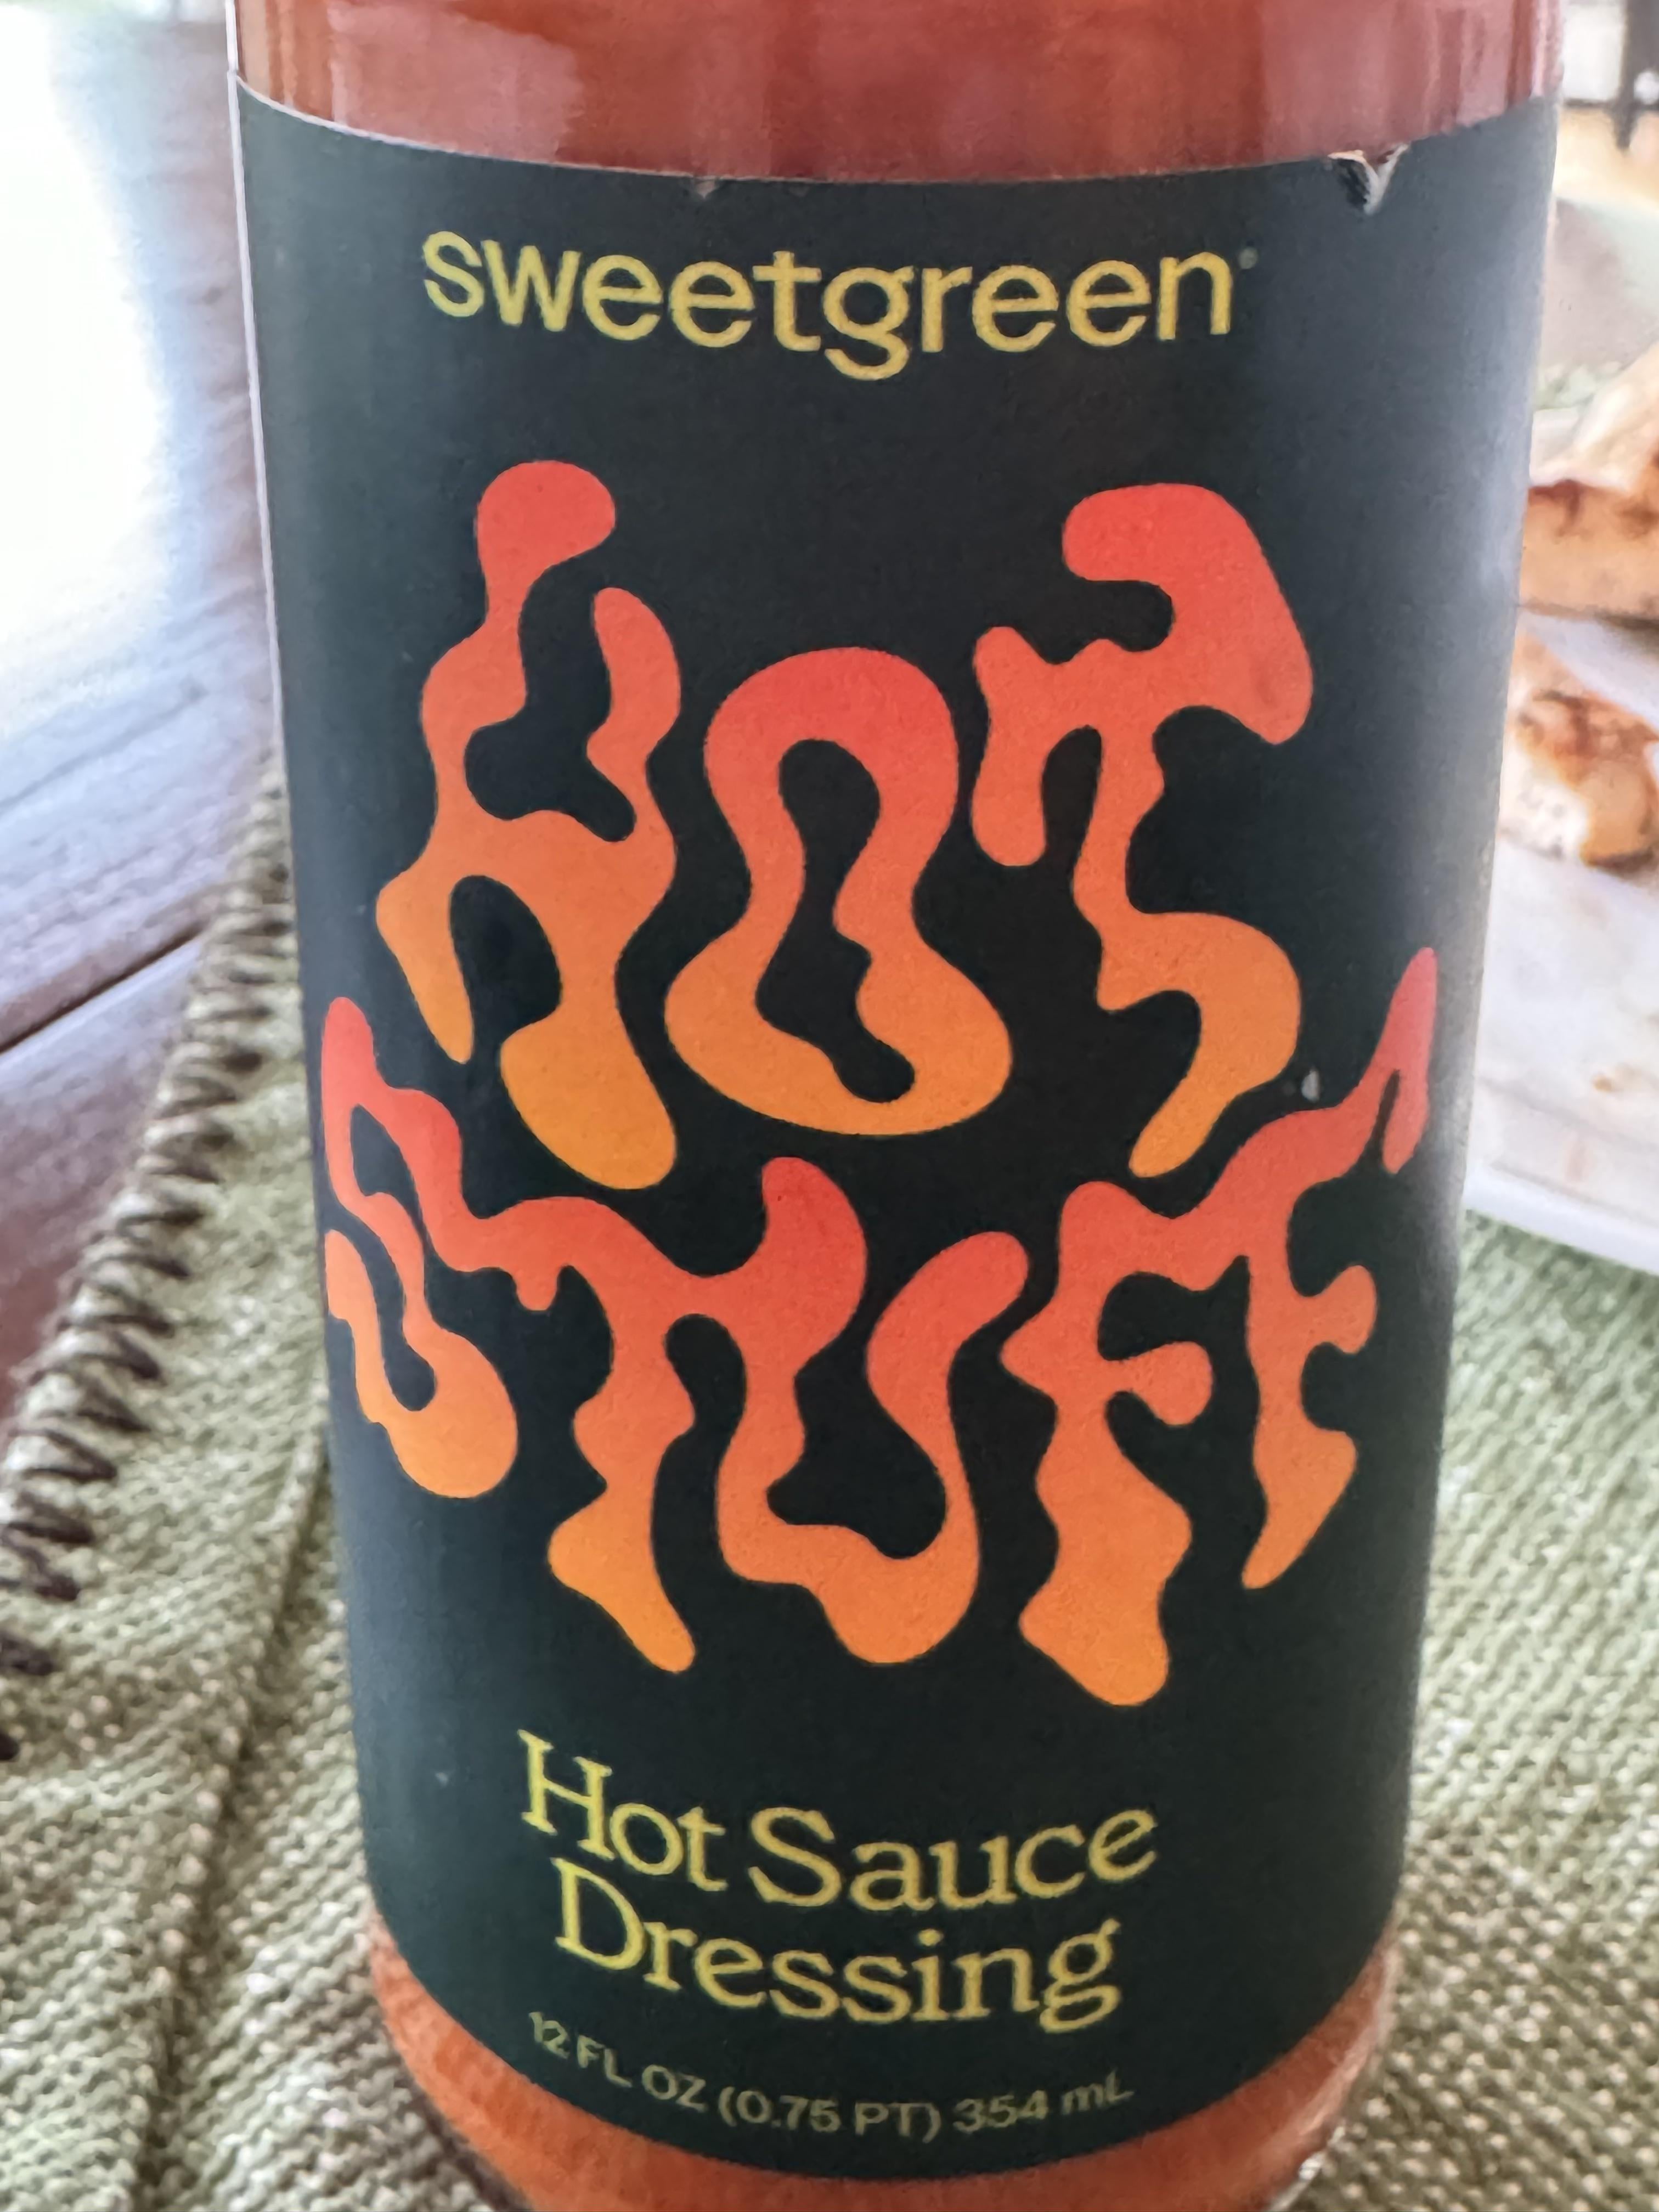 sweetgreen®
HOT
STUFF
Hot Sauce
Dressing
12 FL OZ (0.75 PT) 354 mL